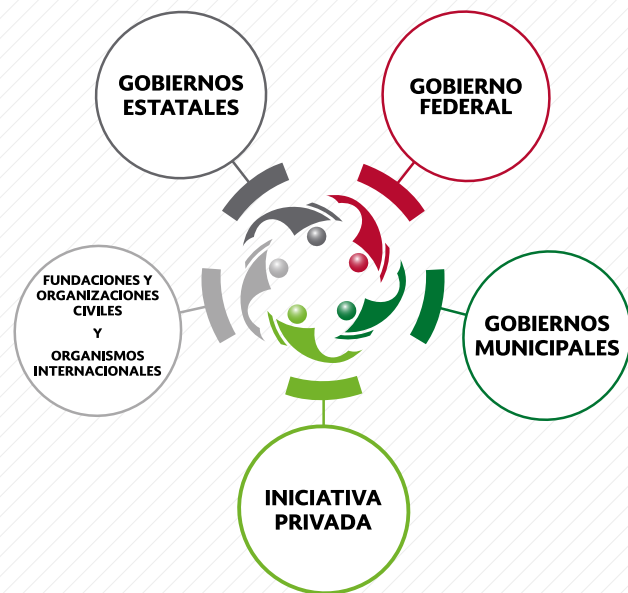 GOBIERNOS
ESTATALES
GOBIERNO
FEDERAL
FUNDACIONES Y
ORGANIZACIONES
CIVILES
Y
ORGANISMOS
INTERNACIONALES
GOBIERNOS
MUNICIPALES
INICIATIVA
PRIVADA